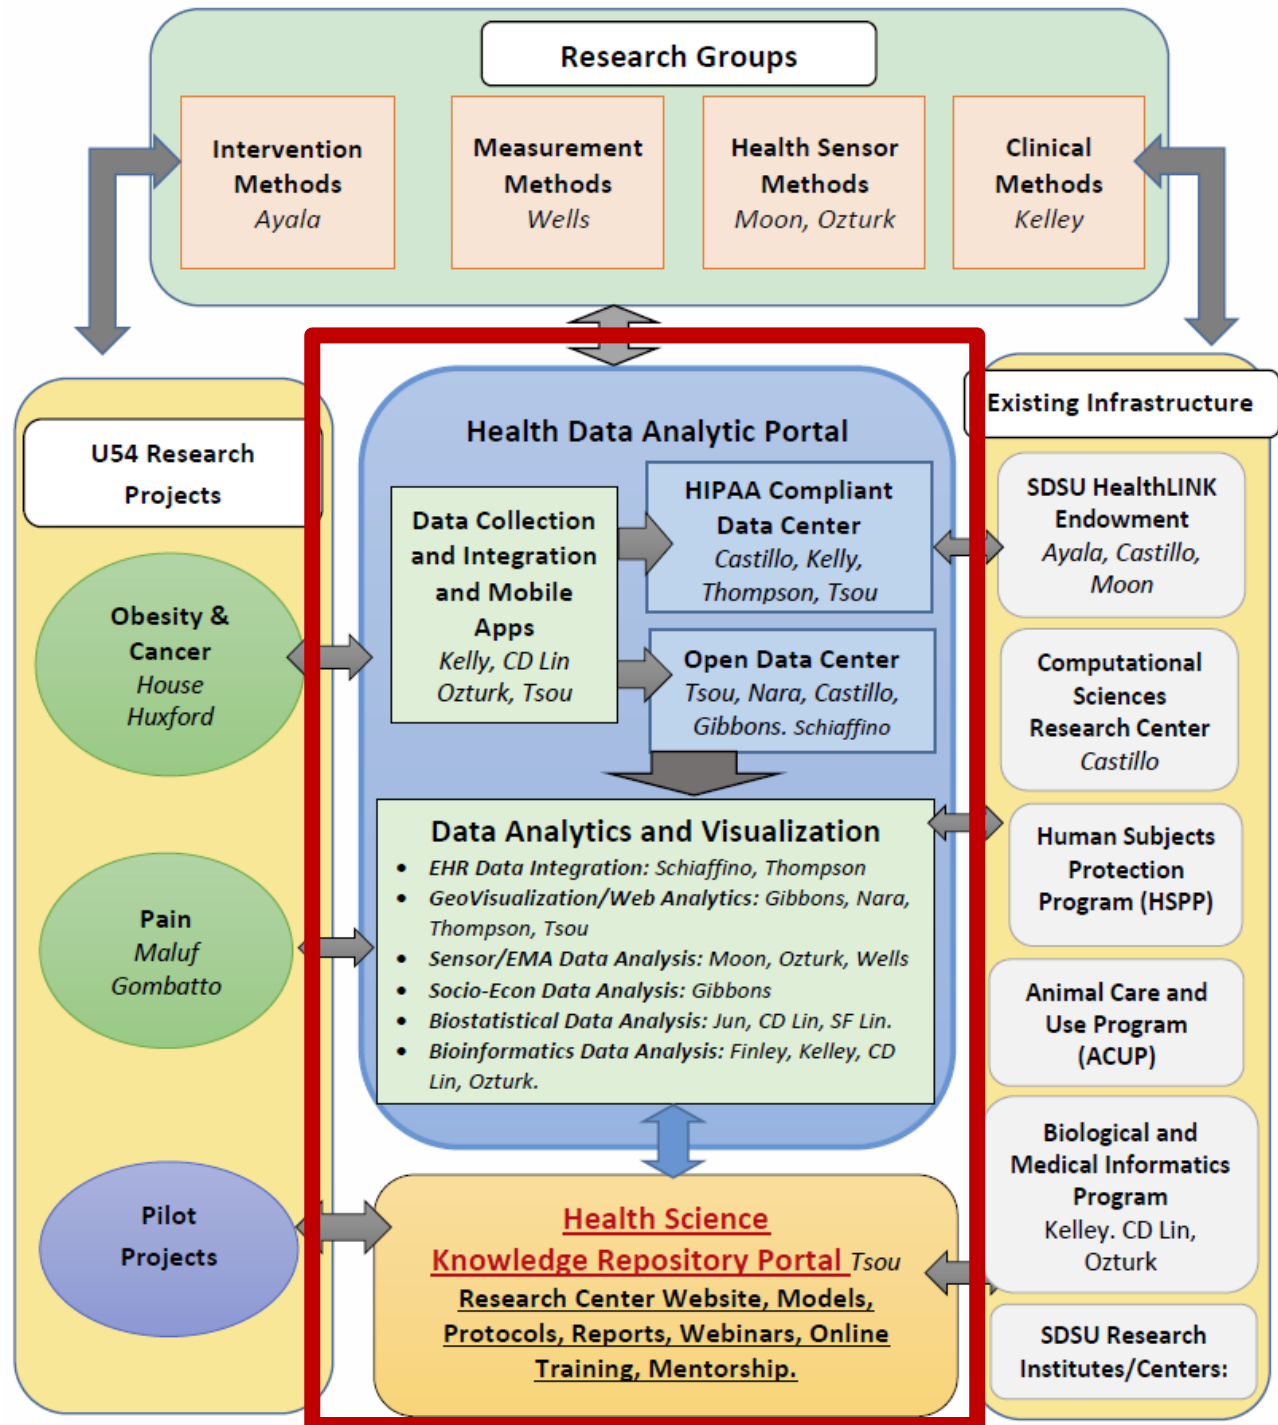 Research Groups
Intervention
Methods
Ayala
Measurement
Methods
Wells
Health Sensor
Methods
Moon, Ozturk
Clinical
Methods
Kelley
U54 Research
Projects
Obesity &
Cancer
House
Huxford
Pain
Maluf
Gombatto
Pilot
Projects
Health Data Analytic Portal
Data Collection
and Integration
and Mobile
Apps
Kelly, CD Lin
Ozturk, Tsou
HIPAA Compliant
Data Center
Castillo, Kelly,
Thompson, Tsou
Open Data Center
Tsou, Nara, Castillo,
Gibbons. Schiaffino
Data Analytics and Visualization
• EHR Data Integration: Schiaffino, Thompson
• GeoVisualization/Web Analytics: Gibbons, Nara,
Thompson, Tsou
• Sensor/EMA Data Analysis: Moon, Ozturk, Wells
• Socio-Econ Data Analysis: Gibbons
• Biostatistical Data Analysis: Jun, CD Lin, SF Lin.
• Bioinformatics Data Analysis: Finley, Kelley, CD
Lin, Ozturk.
Health Science
Knowledge Repository Portal Tsou
Research Center Website, Models,
Protocols, Reports, Webinars, Online
Training, Mentorship.
Existing Infrastructure
SDSU HealthLINK
Endowment
Ayala, Castillo,
Moon
Computational
Sciences
Research Center
Castillo
Human Subjects
Protection
Program (HSPP)
Animal Care and
Use Program
(ACUP)
Biological and
Medical Informatics
Program
Kelley. CD Lin,
Ozturk
SDSU Research
Institutes/Centers: